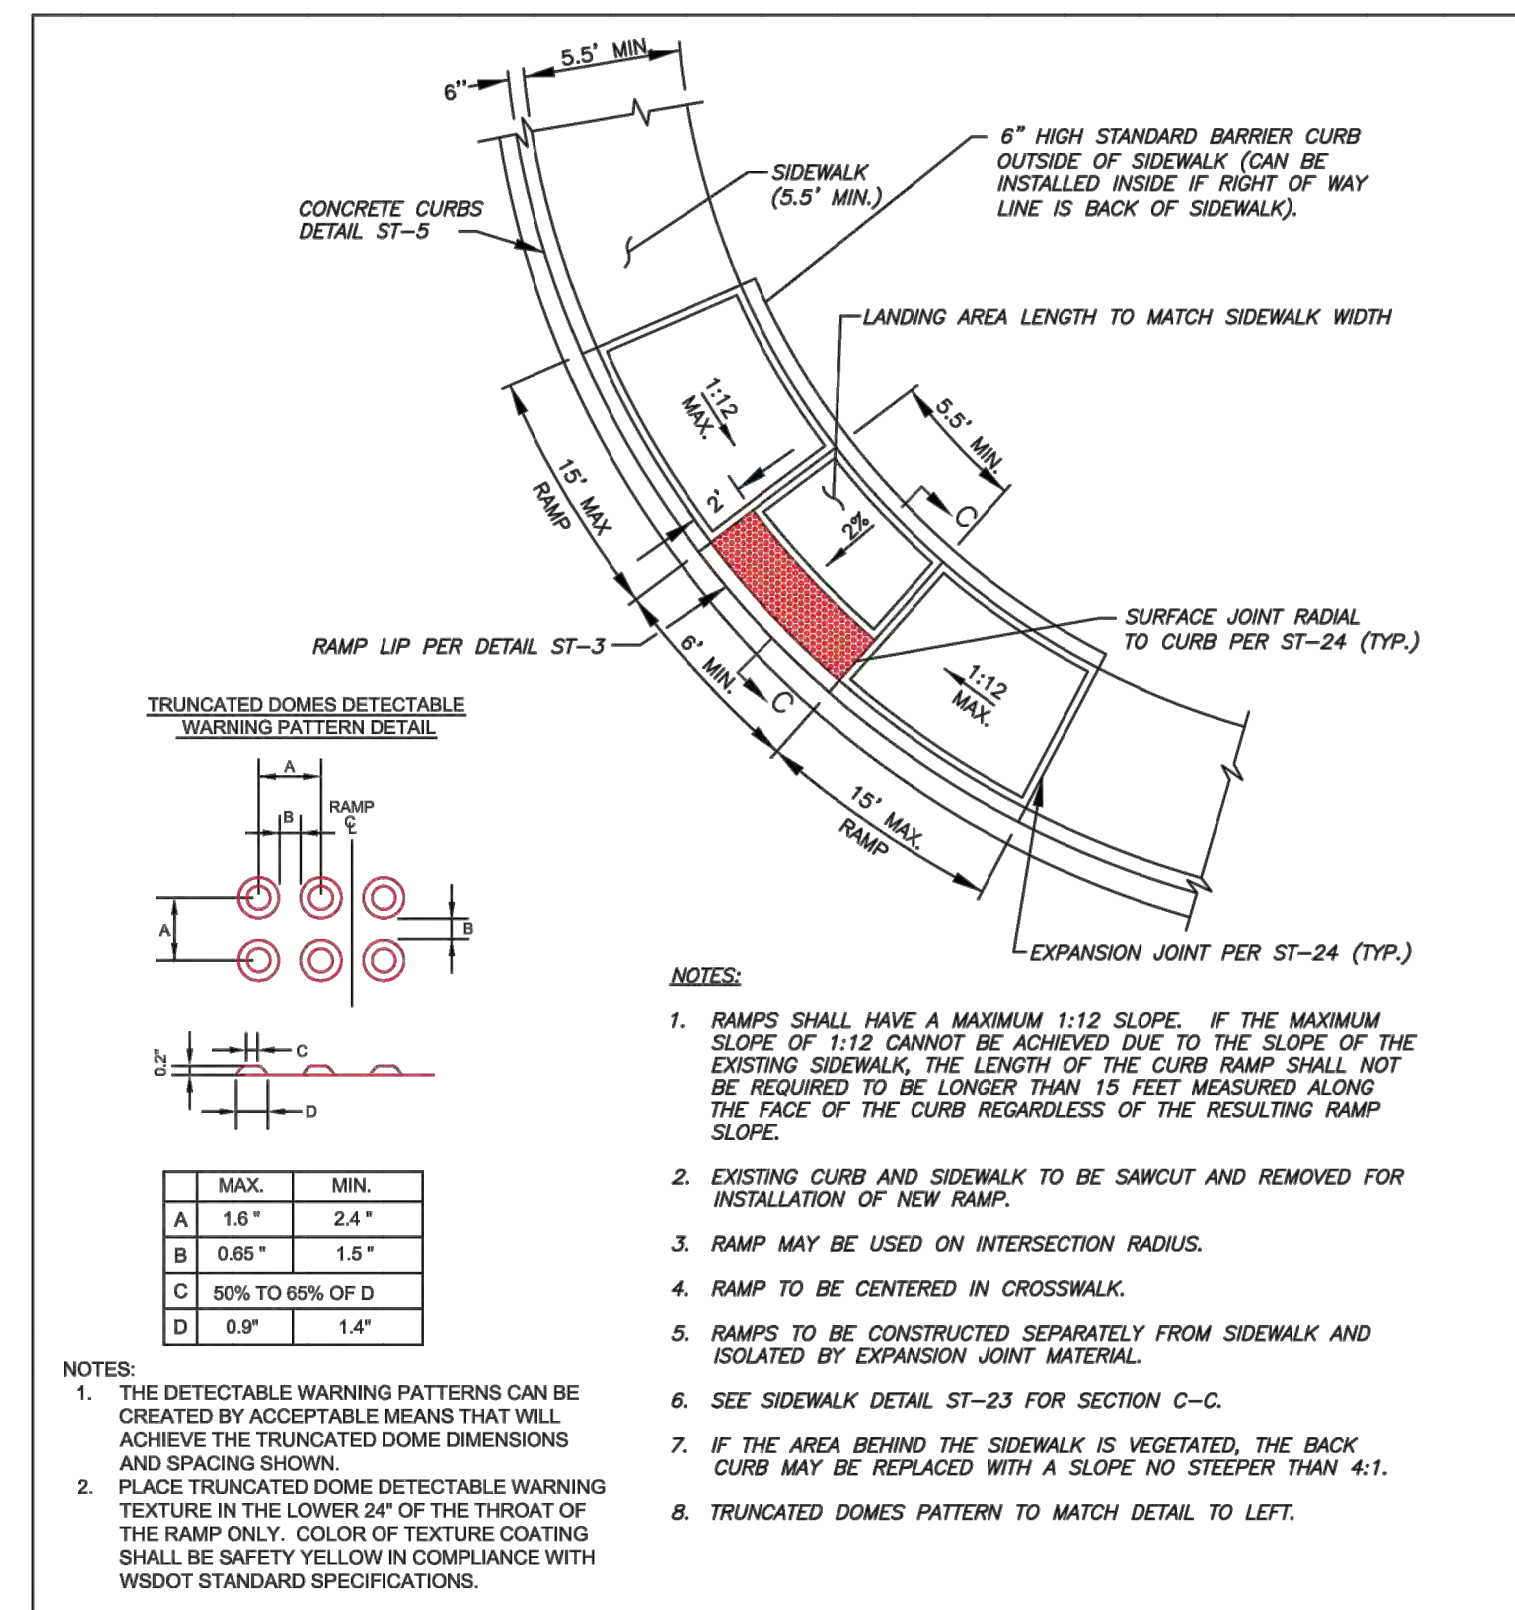 6"
5.5' MIN.
6" HIGH STANDARD BARRIER CURB
OUTSIDE OF SIDEWALK (CAN BE
INSTALLED INSIDE IF RIGHT OF WAY
LINE IS BACK OF SIDEWALK).
SIDEWALK
(5.5' MIN.)
CONCRETE CURBS
DETAIL ST-5
LANDING AREA LENGTH TO MATCH SIDEWALK WIDTH
1:12
MAX.
5.5' MIN.
15' MAX
RAMP
2'
C
2%
SURFACE JOINT RADIAL
TO CURB PER ST-24 (TYP.)
RAMP LIP PER DETAIL ST-3
6' MIN.
C
1:12
MAX.
15' MAX.
RAMP
EXPANSION JOINT PER ST-24 (TYP.)
TRUNCATED DOMES DETECTABLE
WARNING PATTERN DETAIL
A
B
RAMP
℄
A
B
0.2"
C
D
MAX. MIN.
A 1.6 " 2.4 "
B 0.65 " 1.5 "
C 50% TO 65% OF D
D 0.9" 1.4"
NOTES:
1. THE DETECTABLE WARNING PATTERNS CAN BE
CREATED BY ACCEPTABLE MEANS THAT WILL
ACHIEVE THE TRUNCATED DOME DIMENSIONS
AND SPACING SHOWN.
2. PLACE TRUNCATED DOME DETECTABLE WARNING
TEXTURE IN THE LOWER 24" OF THE THROAT OF
THE RAMP ONLY. COLOR OF TEXTURE COATING
SHALL BE SAFETY YELLOW IN COMPLIANCE WITH
WSDOT STANDARD SPECIFICATIONS.
NOTES:
1. RAMPS SHALL HAVE A MAXIMUM 1:12 SLOPE. IF THE MAXIMUM
SLOPE OF 1:12 CANNOT BE ACHIEVED DUE TO THE SLOPE OF THE
EXISTING SIDEWALK, THE LENGTH OF THE CURB RAMP SHALL NOT
BE REQUIRED TO BE LONGER THAN 15 FEET MEASURED ALONG
THE FACE OF THE CURB REGARDLESS OF THE RESULTING RAMP
SLOPE.
2. EXISTING CURB AND SIDEWALK TO BE SAWCUT AND REMOVED FOR
INSTALLATION OF NEW RAMP.
3. RAMP MAY BE USED ON INTERSECTION RADIUS.
4. RAMP TO BE CENTERED IN CROSSWALK.
5. RAMPS TO BE CONSTRUCTED SEPARATELY FROM SIDEWALK AND
ISOLATED BY EXPANSION JOINT MATERIAL.
6. SEE SIDEWALK DETAIL ST-23 FOR SECTION C-C.
7. IF THE AREA BEHIND THE SIDEWALK IS VEGETATED, THE BACK
CURB MAY BE REPLACED WITH A SLOPE NO STEEPER THAN 4:1.
8. TRUNCATED DOMES PATTERN TO MATCH DETAIL TO LEFT.